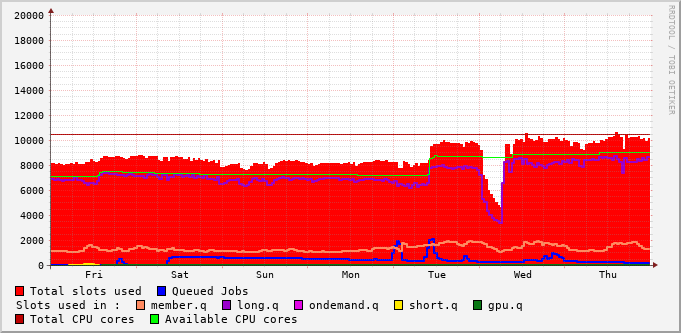 20000
18000
16000
14000
12000
10000
8000
6000
4000
2000
0
Fri Sat Sun Mon Tue Wed Thu
RRDTOOL / TOBI OETIKER
Total slots used Queued Jobs
Slots used in : member.q long.q ondemand.q short.q gpu.q
Total CPU cores Available CPU cores